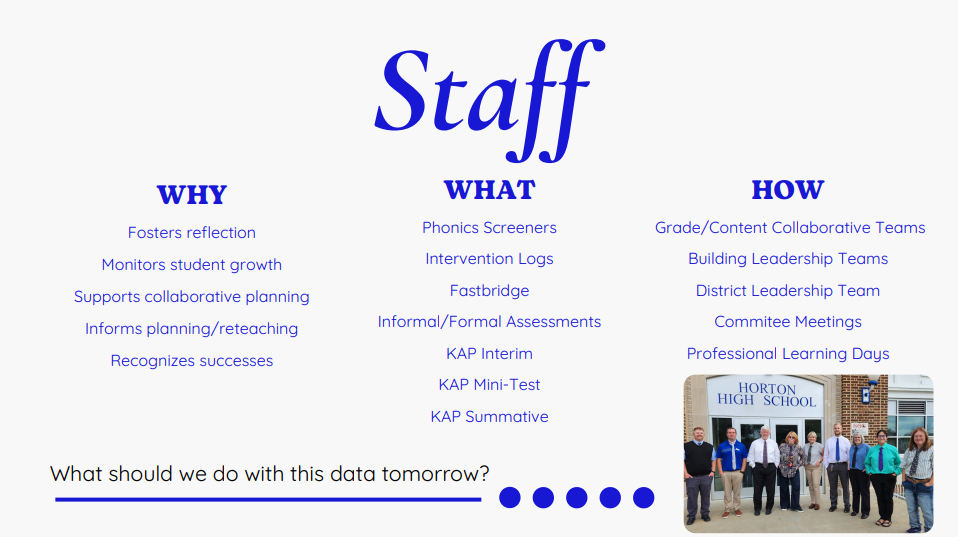 Staff
WHY
Fosters reflection
Monitors student growth
Supports collaborative planning
Informs planning/reteaching
Recognizes successes
WHAT
Phonics Screeners
Intervention Logs
Fastbridge
Informal/Formal Assessments
KAP Interim
KAP Mini-Test
KAP Summative
HOW
Grade/Content Collaborative Teams
Building Leadership Teams
District Leadership Team
Commitee Meetings
Professional Learning Days
HORTON
HIGH SCHOOL
What should we do with this data tomorrow?